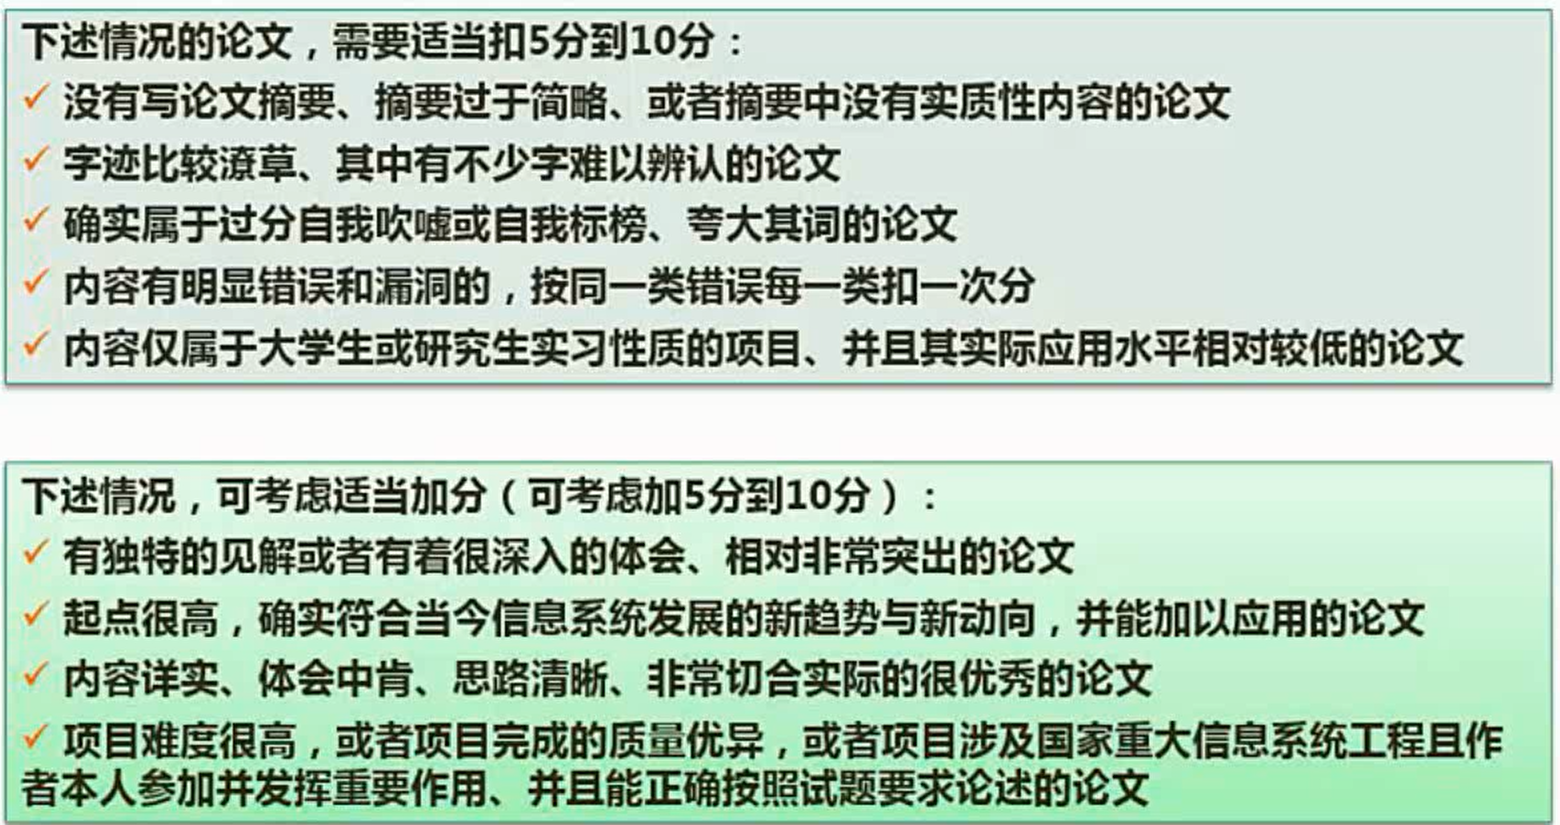 下述情况的论文，需要适当扣5分到10分：
✓ 没有写论文摘要、摘要过于简略、或者摘要中没有实质性内容的论文
✓ 字迹比较潦草、其中有不少字难以辨认的论文
✓ 确实属于过分自我吹嘘或自我标榜、夸大其词的论文
✓ 内容有明显错误和漏洞的，按同一类错误每一类扣一次分
✓ 内容仅属于大学生或研究生实习性质的项目、并且其实际应用水平相对较低的论文
下述情况，可考虑适当加分（可考虑加5分到10分）：
✓ 有独特的见解或者有着很深入的体会、相对非常突出的论文
✓ 起点很高，确实符合当今信息系统发展的新趋势与新动向，并能加以应用的论文
✓ 内容详实、体会中肯、思路清晰、非常切合实际的很优秀的论文
✓ 项目难度很高，或者项目完成的质量优异，或者项目涉及国家重大信息系统工程且作
者本人参加并发挥重要作用、并且能正确按照试题要求论述的论文